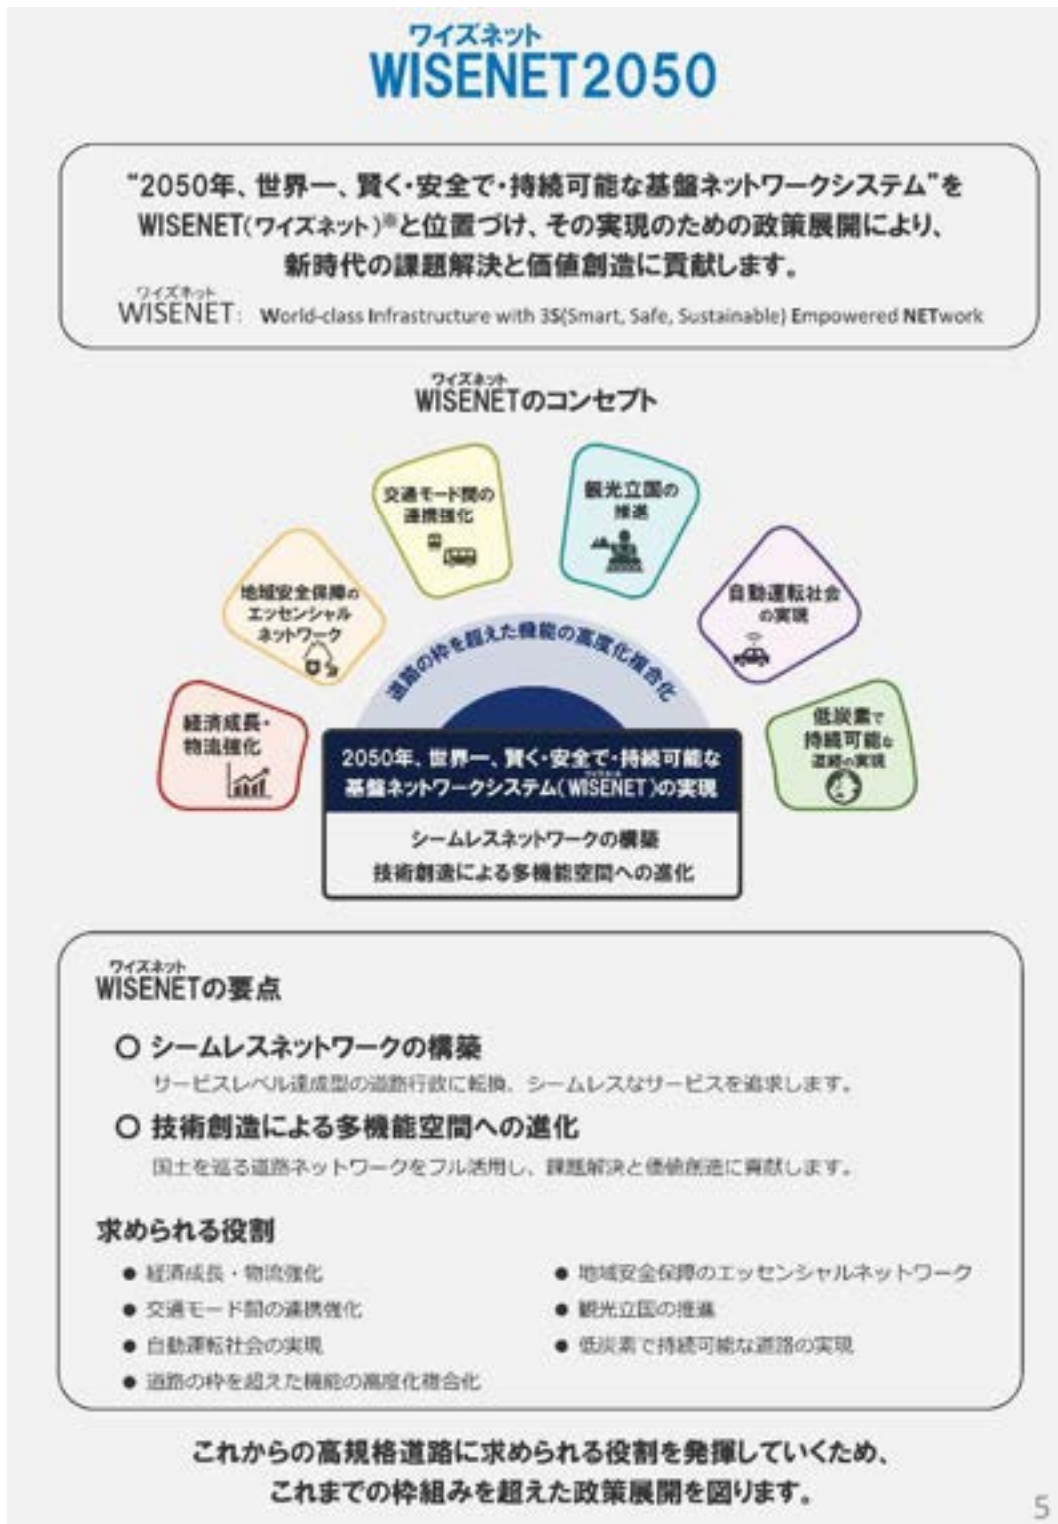 ワイズネット
WISENET2050
“2050年、世界一、賢く・安全で・持続可能な基盤ネットワークシステム”を
WISENET(ワイズネット)※と位置づけ、その実現のための政策展開により、
新時代の課題解決と価値創造に貢献します。
ワイズネット
WISENET: World-class Infrastructure with 3S(Smart, Safe, Sustainable) Empowered NETwork
ワイズネット
WISENETのコンセプト
経済成長・
物流強化
地域安全保障の
エッセンシャル
ネットワーク
交通モード間の
連携強化
観光立国の
推進
自動運転社会
の実現
低炭素で
持続可能な
道路の実現
道路の枠を超えた機能の高度化複合化
2050年、世界一、賢く・安全で・持続可能な
ワイズネット
基盤ネットワークシステム(WISENET)の実現
シームレスネットワークの構築
技術創造による多機能空間への進化
ワイズネット
WISENETの要点
○ シームレスネットワークの構築
サービスレベル達成型の道路行政に転換、シームレスなサービスを追求します。
○ 技術創造による多機能空間への進化
国土を巡る道路ネットワークをフル活用し、課題解決と価値創造に貢献します。
求められる役割
● 経済成長・物流強化
● 地域安全保障のエッセンシャルネットワーク
● 交通モード間の連携強化
● 観光立国の推進
● 自動運転社会の実現
● 低炭素で持続可能な道路の実現
● 道路の枠を超えた機能の高度化複合化
これからの高規格道路に求められる役割を発揮していくため、
これまでの枠組みを超えた政策展開を図ります。
5